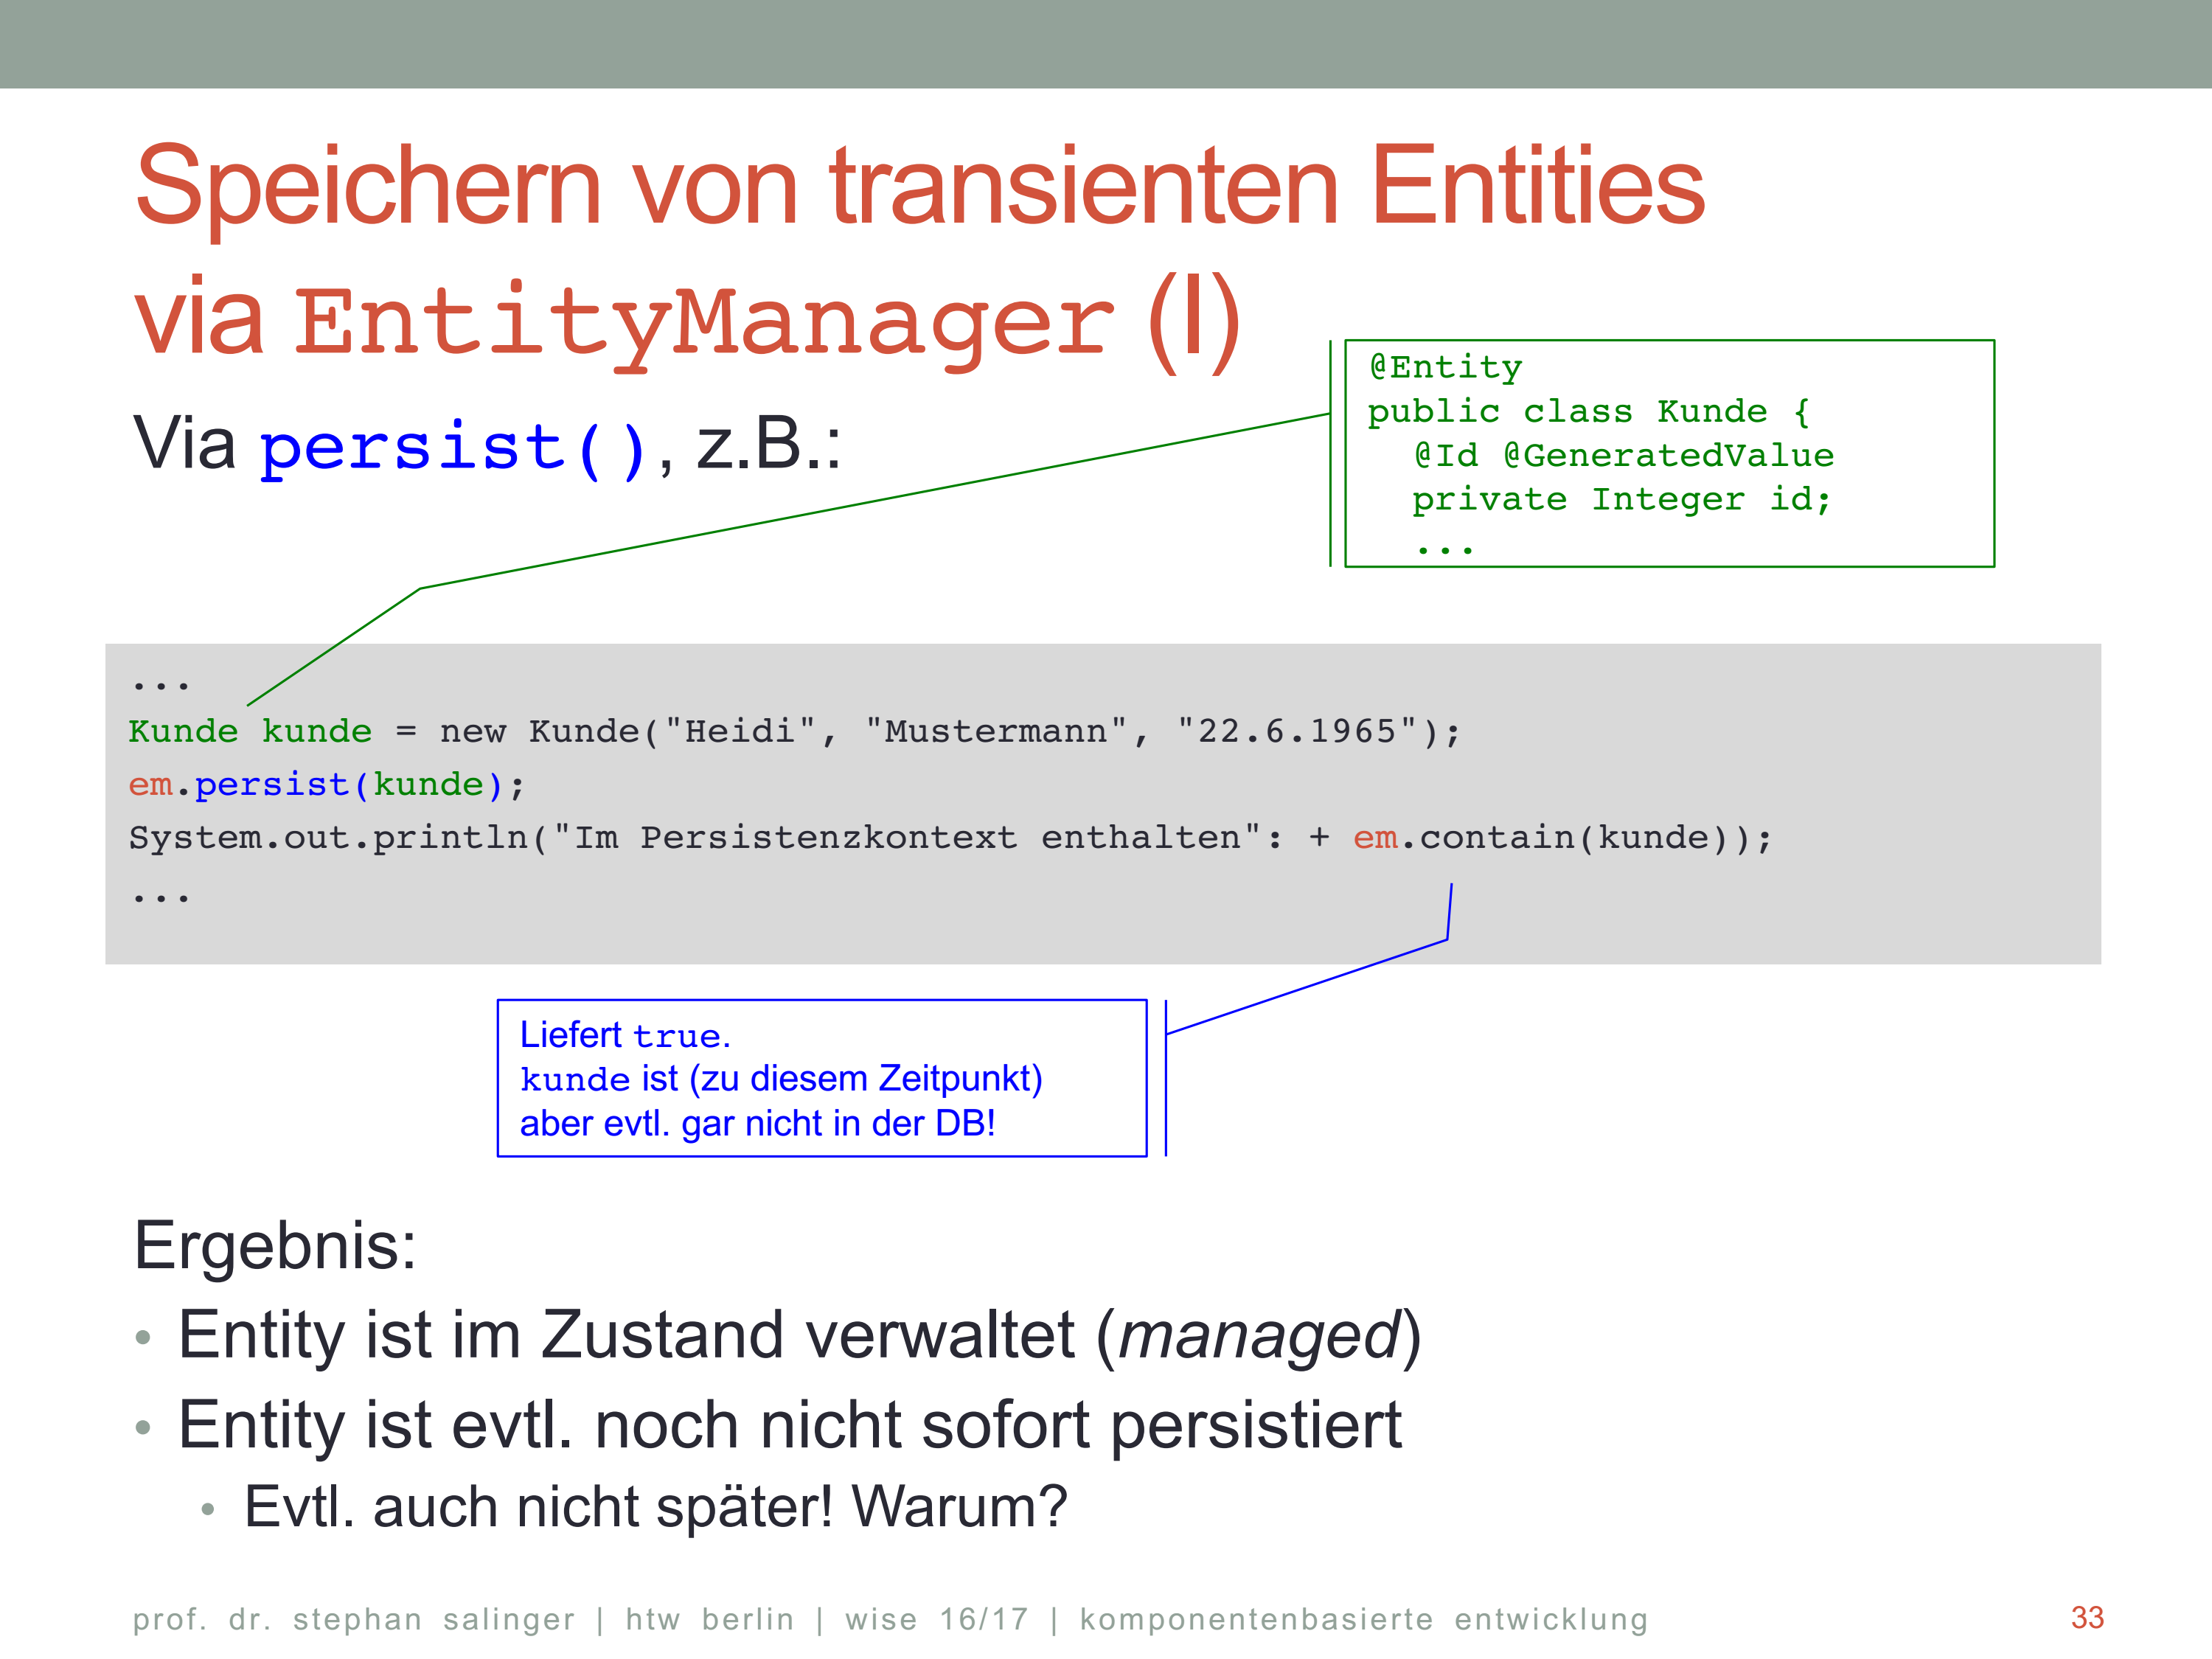 Speichern von transienten Entities
via EntityManager (I)
Via persist(), z.B.:
@Entity
public class Kunde {
@Id @GeneratedValue
private Integer id;
...
...
Kunde kunde = new Kunde("Heidi", "Mustermann", "22.6.1965");
em.persist(kunde);
System.out.println("Im Persistenzkontext enthalten": + em.contain(kunde));
...
Liefert true.
kunde ist (zu diesem Zeitpunkt)
aber evtl. gar nicht in der DB!
Ergebnis:
• Entity ist im Zustand verwaltet (managed)
• Entity ist evtl. noch nicht sofort persistiert
• Evtl. auch nicht später! Warum?
prof. dr. stephan salinger | htw berlin | wise 16/17 | komponentenbasierte entwicklung
33